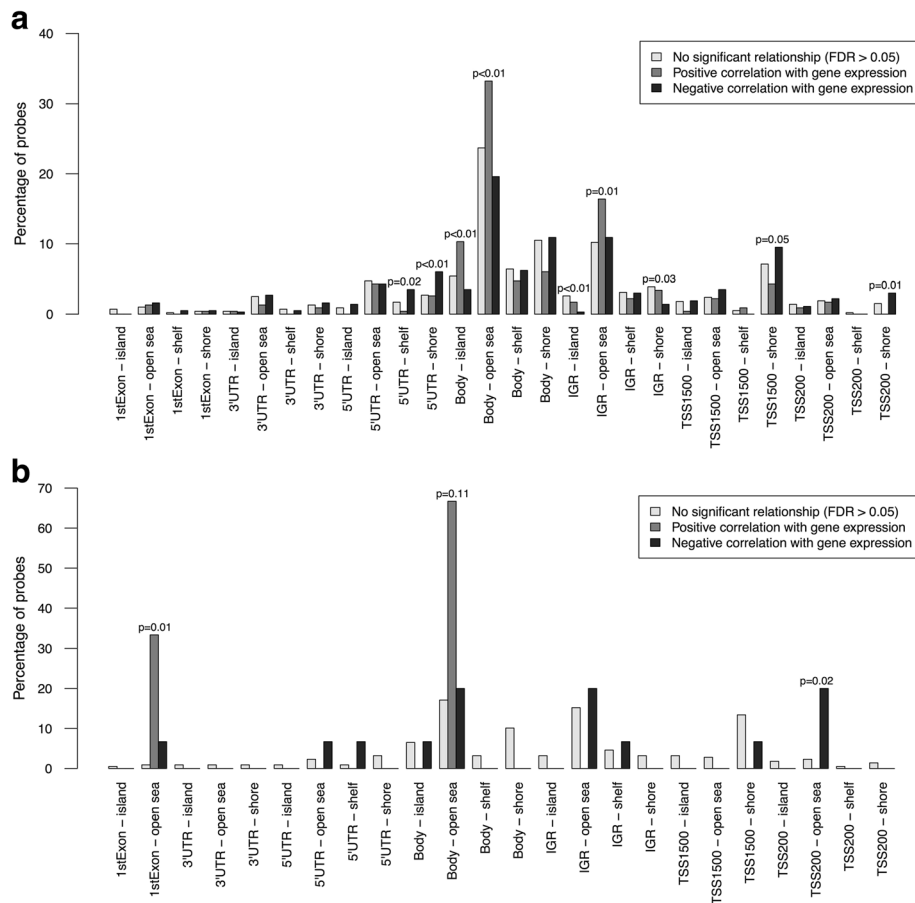 a
Percentage of probes
40
30
20
10
0
No significant relationship (FDR > 0.05)
Positive correlation with gene expression
Negative correlation with gene expression
p=0.02
p<0.01
p<0.01
p<0.01
p<0.01
p=0.01
p=0.03
p=0.05
p=0.01
1stExon – island
1stExon – open sea
1stExon – shelf
1stExon – shore
3'UTR – island
3'UTR – open sea
3'UTR – shelf
3'UTR – shore
5'UTR – island
5'UTR – open sea
5'UTR – shelf
5'UTR – shore
Body – island
Body – open sea
Body – shelf
Body – shore
IGR – island
IGR – open sea
IGR – shelf
IGR – shore
TSS1500 – island
TSS1500 – open sea
TSS1500 – shelf
TSS1500 – shore
TSS200 – island
TSS200 – open sea
TSS200 – shelf
TSS200 – shore
b
Percentage of probes
70
60
50
40
30
20
10
0
No significant relationship (FDR > 0.05)
Positive correlation with gene expression
Negative correlation with gene expression
p=0.01
p=0.11
p=0.02
1stExon – island
1stExon – open sea
3'UTR – island
3'UTR – open sea
3'UTR – shore
5'UTR – island
5'UTR – open sea
5'UTR – shelf
5'UTR – shore
Body – island
Body – open sea
Body – shelf
Body – shore
IGR – island
IGR – open sea
IGR – shelf
IGR – shore
TSS1500 – island
TSS1500 – open sea
TSS1500 – shore
TSS200 – island
TSS200 – open sea
TSS200 – shelf
TSS200 – shore